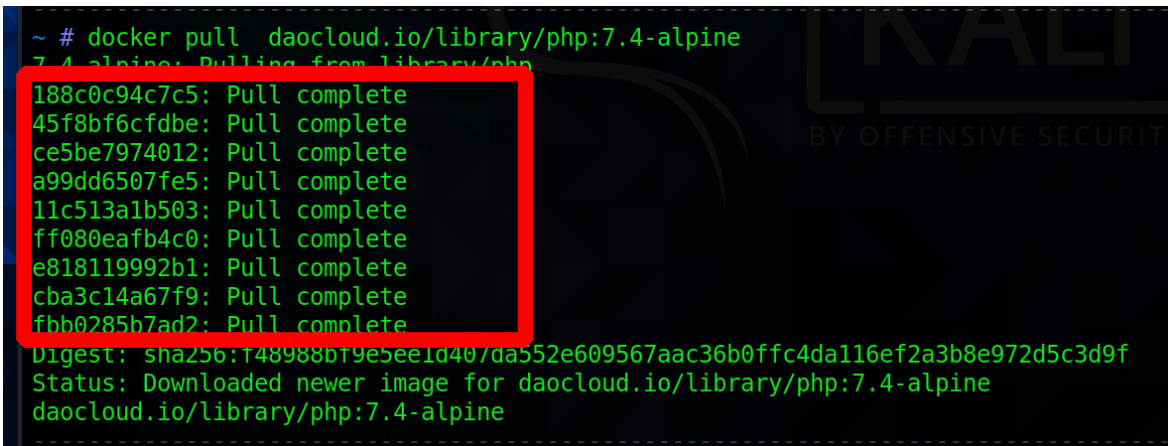 ~ # docker pull  daocloud.io/library/php:7.4-alpine
7.4-alpine: Pulling from library/php
188c0c94c7c5: Pull complete
45f8bf6cfdbe: Pull complete
ce5be7974012: Pull complete
a99dd6507fe5: Pull complete
11c513a1b503: Pull complete
ff080eafb4c0: Pull complete
e818119992b1: Pull complete
cba3c14a67f9: Pull complete
fbb0285b7ad2: Pull complete
Digest: sha256:f48988bf9e5ee1d407da552e609567aac36b0ffc4da116ef2a3b8e972d5c3d9f
Status: Downloaded newer image for daocloud.io/library/php:7.4-alpine
daocloud.io/library/php:7.4-alpine
KALI
BY OFFENSIVE SECURIT